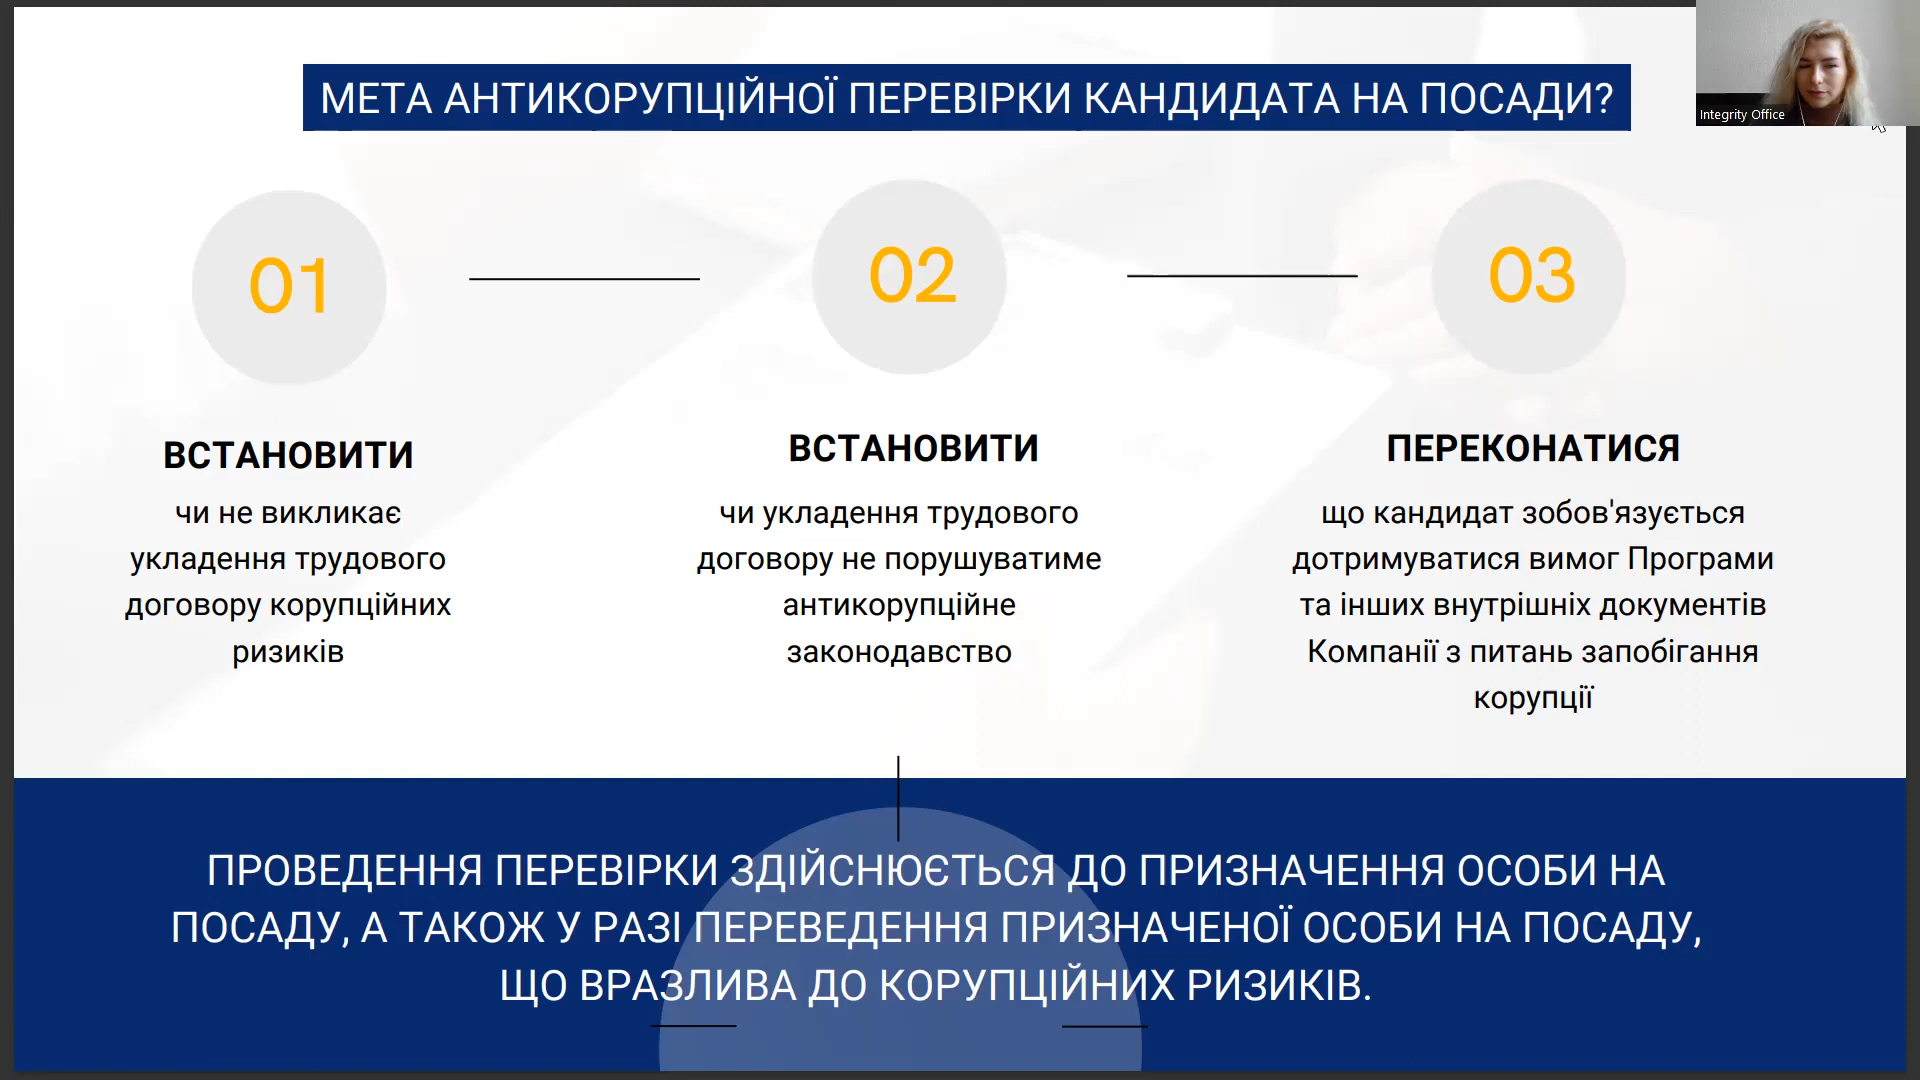 МЕТА АНТИКОРУПЦІЙНОЇ ПЕРЕВІРКИ КАНДИДАТА НА ПОСАДИ?
Integrity Office
01
02
03
ВСТАНОВИТИ
чи не викликає
укладення трудового
договору корупційних
ризиків
ВСТАНОВИТИ
чи укладення трудового
договору не порушуватиме
антикорупційне
законодавство
ПЕРЕКОНАТИСЯ
що кандидат зобов'язується
дотримуватися вимог Програми
та інших внутрішніх документів
Компанії з питань запобігання
корупції
ПРОВЕДЕННЯ ПЕРЕВІРКИ ЗДІЙСНЮЄТЬСЯ ДО ПРИЗНАЧЕННЯ ОСОБИ НА
ПОСАДУ, А ТАКОЖ У РАЗІ ПЕРЕВЕДЕННЯ ПРИЗНАЧЕНОЇ ОСОБИ НА ПОСАДУ,
ЩО ВРАЗЛИВА ДО КОРУПЦІЙНИХ РИЗИКІВ.